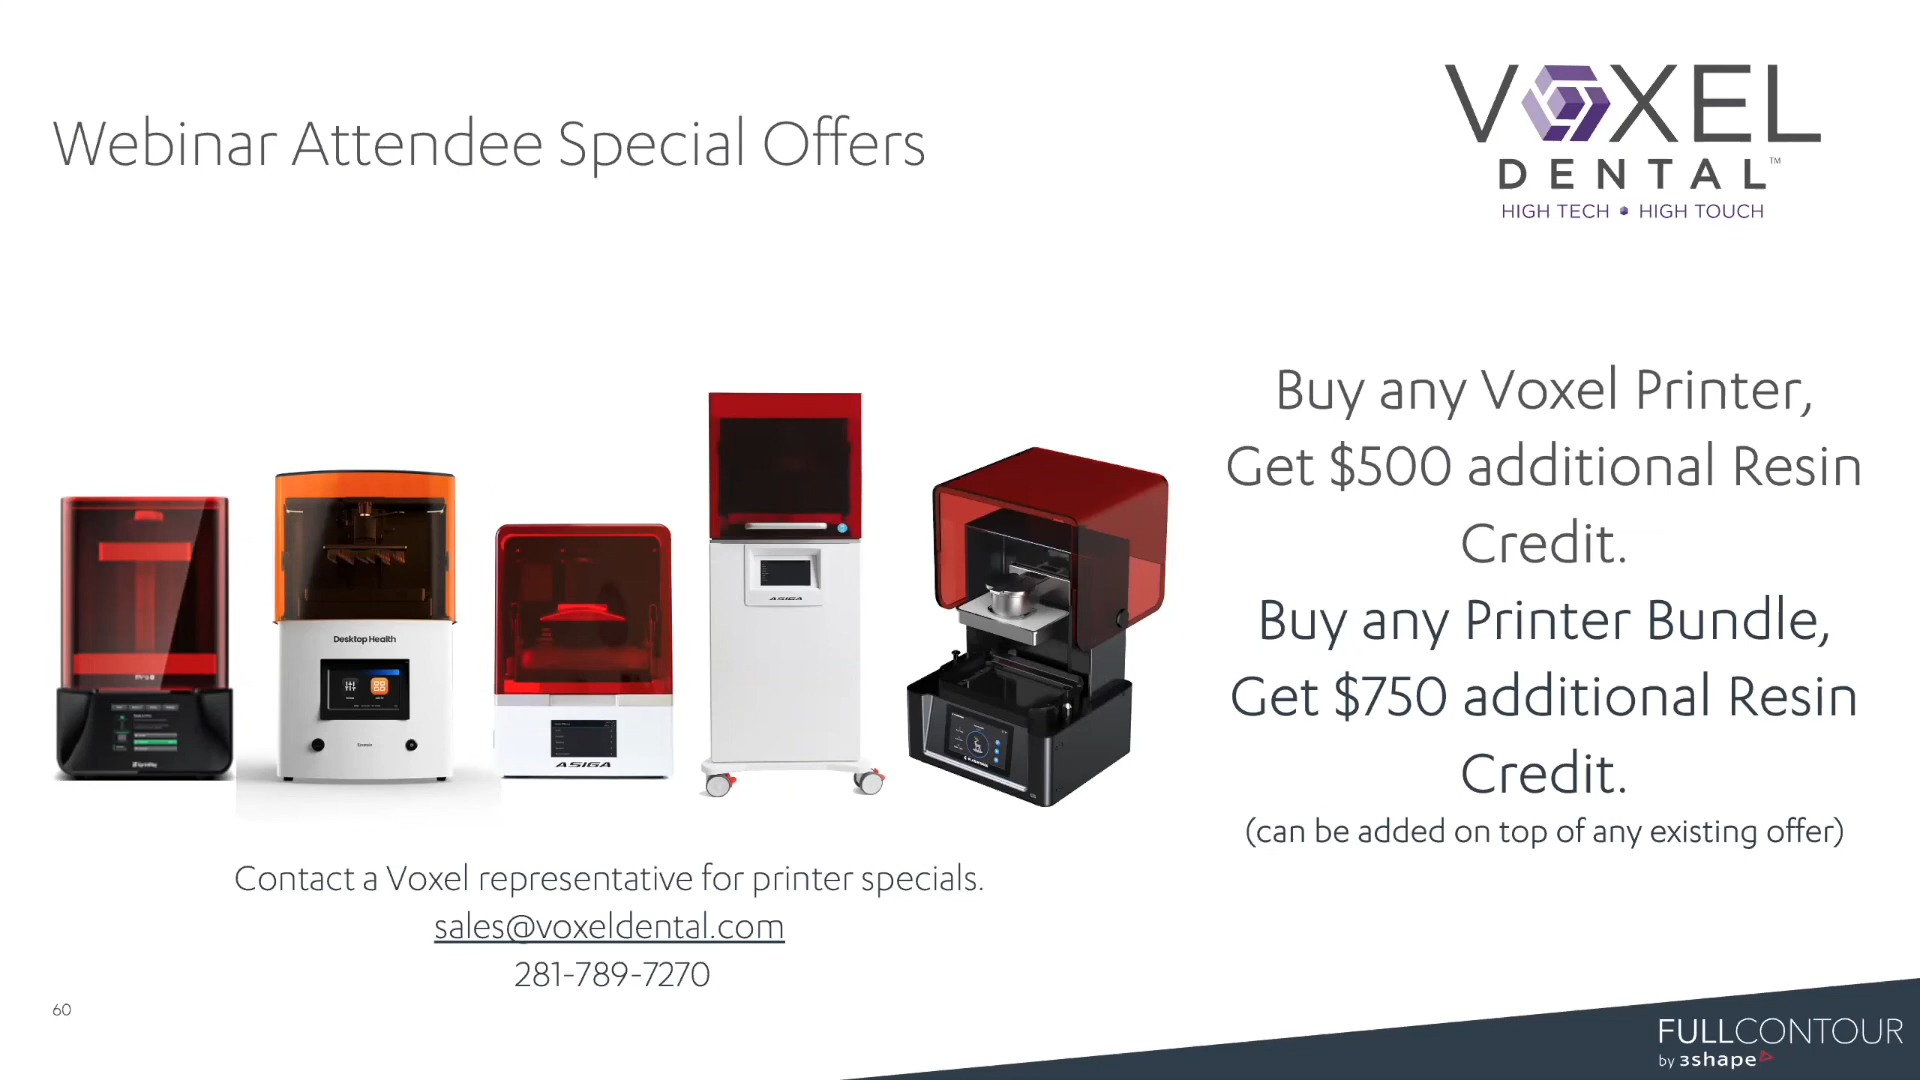 VOXEL
DENTAL™
HIGH TECH • HIGH TOUCH
Webinar Attendee Special Offers
Buy any Voxel Printer,
Get $500 additional Resin
Credit.
Buy any Printer Bundle,
Get $750 additional Resin
Credit.
(can be added on top of any existing offer)
Desktop Health
ASIGA
ASIGA
Contact a Voxel representative for printer specials.
sales@voxeldental.com
281-789-7270
60
FULLCONTOUR
by 3shape